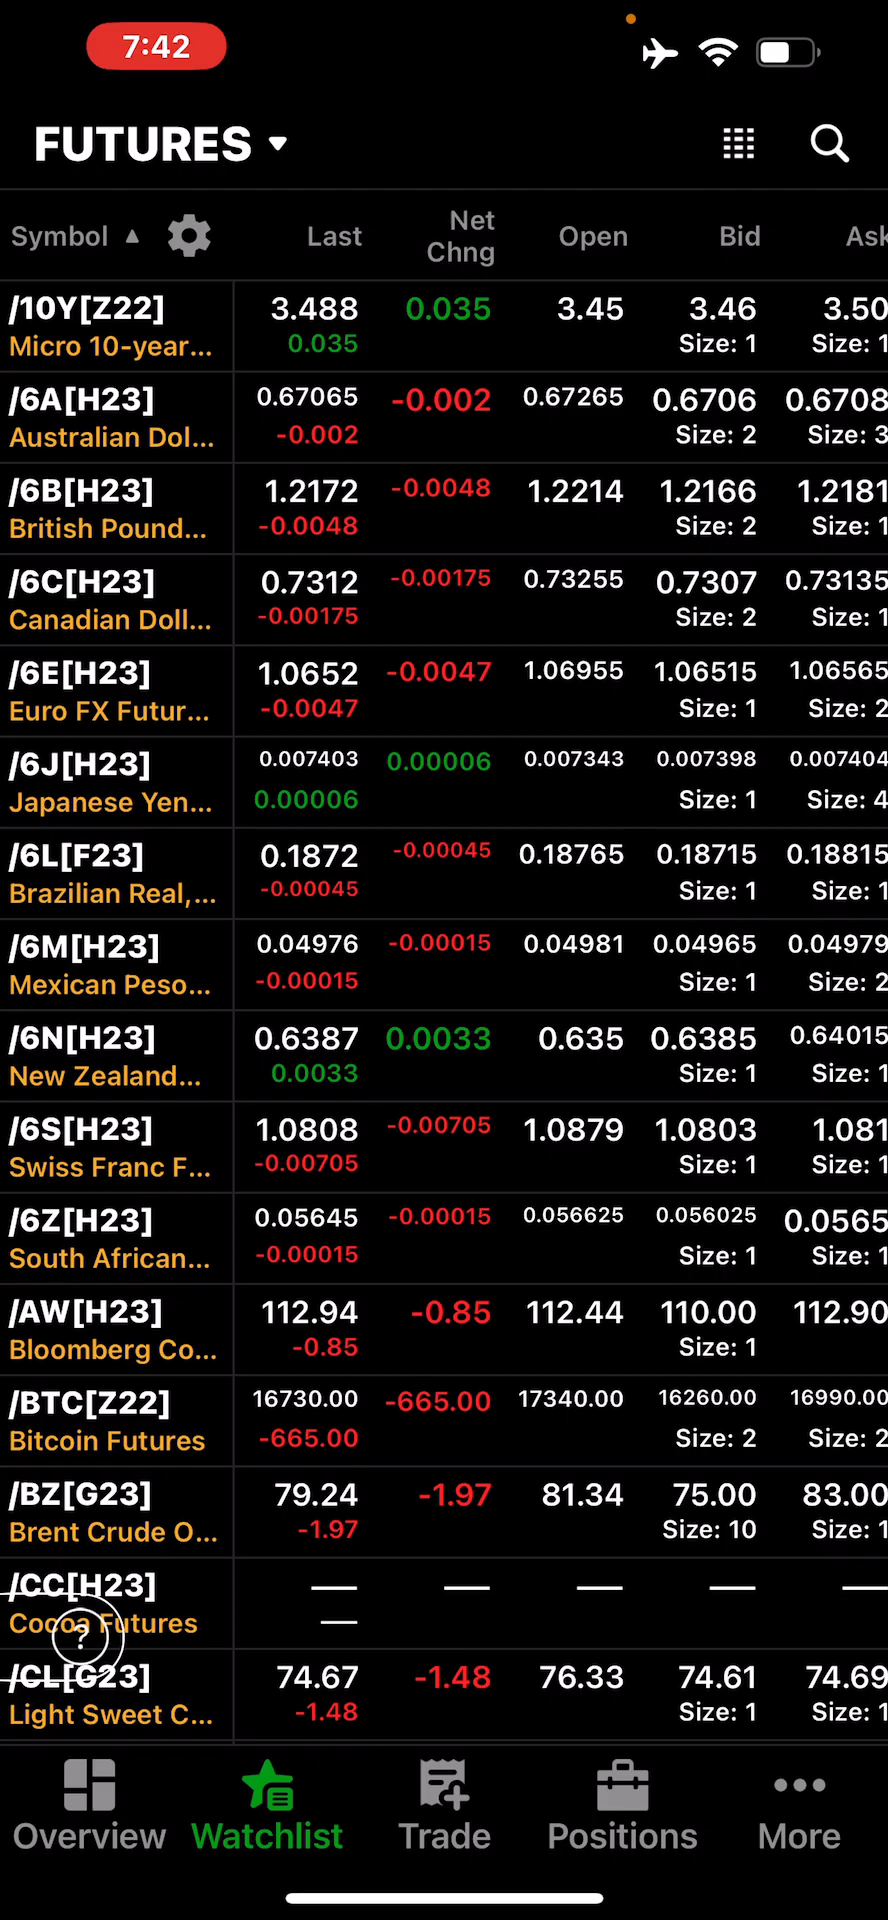 7:42
FUTURES
Symbol Last Net Chng Open Bid Ask
/10Y[Z22] 3.488 0.035 3.45 3.46 3.50
Micro 10-year... 0.035 Size: 1 Size: 1
/6A[H23] 0.67065 -0.002 0.67265 0.6706 0.6708
Australian Dol... -0.002 Size: 2 Size: 3
/6B[H23] 1.2172 -0.0048 1.2214 1.2166 1.2181
British Pound... -0.0048 Size: 2 Size: 1
/6C[H23] 0.7312 -0.00175 0.73255 0.7307 0.73135
Canadian Doll... -0.00175 Size: 2 Size: 1
/6E[H23] 1.0652 -0.0047 1.06955 1.06515 1.06565
Euro FX Futur... -0.0047 Size: 1 Size: 2
/6J[H23] 0.007403 0.00006 0.007343 0.007398 0.007404
Japanese Yen... 0.00006 Size: 1 Size: 4
/6L[F23] 0.1872 -0.00045 0.18765 0.18715 0.18815
Brazilian Real,... -0.00045 Size: 1 Size: 1
/6M[H23] 0.04976 -0.00015 0.04981 0.04965 0.04979
Mexican Peso... -0.00015 Size: 1 Size: 2
/6N[H23] 0.6387 0.0033 0.635 0.6385 0.64015
New Zealand... 0.0033 Size: 1 Size: 1
/6S[H23] 1.0808 -0.00705 1.0879 1.0803 1.081
Swiss Franc F... -0.00705 Size: 1 Size: 1
/6Z[H23] 0.05645 -0.00015 0.056625 0.056025 0.0565
South African... -0.00015 Size: 1 Size: 1
/AW[H23] 112.94 -0.85 112.44 110.00 112.90
Bloomberg Co... -0.85 Size: 1
/BTC[Z22] 16730.00 -665.00 17340.00 16260.00 16990.00
Bitcoin Futures -665.00 Size: 2 Size: 2
/BZ[G23] 79.24 -1.97 81.34 75.00 83.00
Brent Crude O... -1.97 Size: 10 Size: 1
/CC[H23] — — — — —
Cocoa Futures —
?
/CL[G23] 74.67 -1.48 76.33 74.61 74.69
Light Sweet C... -1.48 Size: 1 Size: 1
Overview Watchlist Trade Positions More